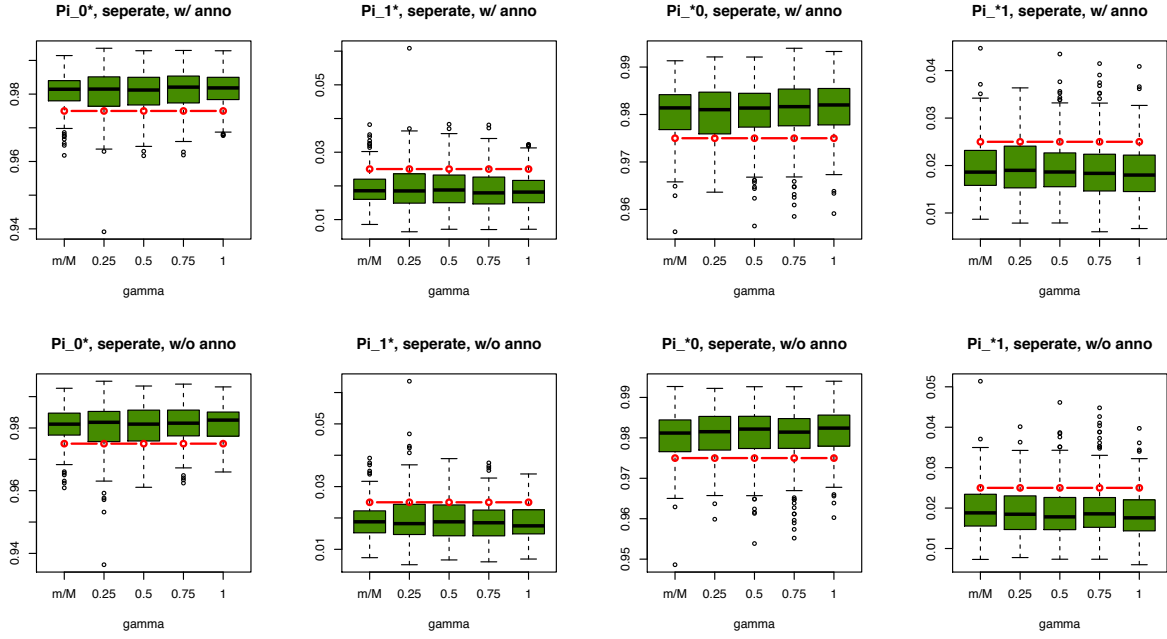 Pi_0*, seperate, w/ anno
0.94 0.96 0.98
m/M 0.25 0.5 0.75 1
gamma
Pi_1*, seperate, w/ anno
0.01 0.03 0.05
m/M 0.25 0.5 0.75 1
gamma
Pi_*0, seperate, w/ anno
0.96 0.97 0.98 0.99
m/M 0.25 0.5 0.75 1
gamma
Pi_*1, seperate, w/ anno
0.01 0.02 0.03 0.04
m/M 0.25 0.5 0.75 1
gamma
Pi_0*, seperate, w/o anno
0.94 0.96 0.98
m/M 0.25 0.5 0.75 1
gamma
Pi_1*, seperate, w/o anno
0.01 0.03 0.05
m/M 0.25 0.5 0.75 1
gamma
Pi_*0, seperate, w/o anno
0.95 0.96 0.97 0.98 0.99
m/M 0.25 0.5 0.75 1
gamma
Pi_*1, seperate, w/o anno
0.01 0.02 0.03 0.04 0.05
m/M 0.25 0.5 0.75 1
gamma